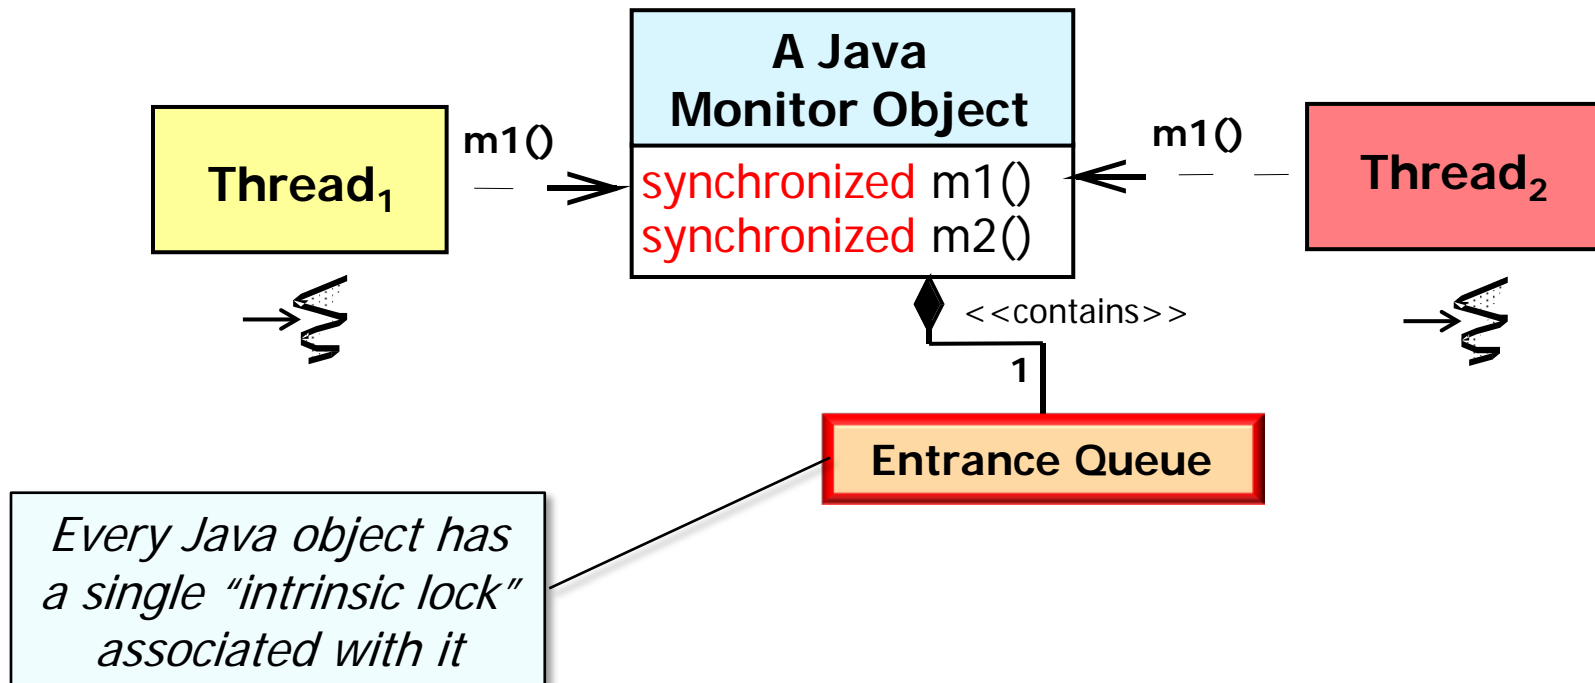 A Java
Monitor Object
m1()
m1()
Thread1
synchronized m1()
Thread2
synchronized m2()
<<contains>>
1
Entrance Queue
Every Java object has
a single “intrinsic lock”
associated with it